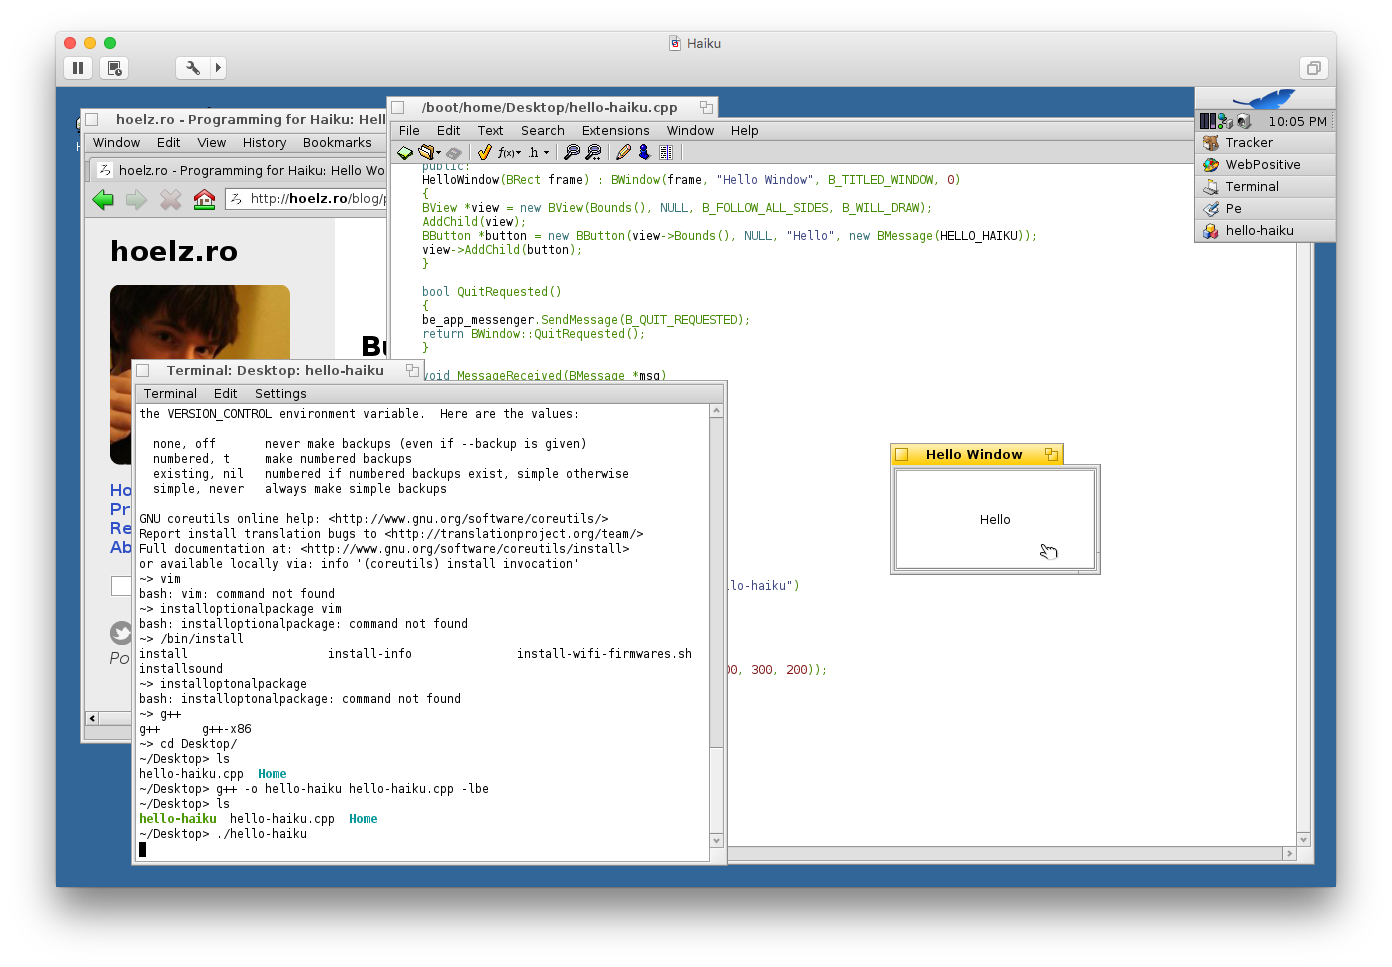 Haiku
10:05 PM
Tracker
WebPositive
Terminal
Pe
hello-haiku
hoelz.ro - Programming for Haiku: Hell
Window Edit View History Bookmarks
ろ hoelz.ro - Programming for Haiku: Hello Wo
ろ http://hoelz.ro/blog/p
hoelz.ro
Bu
Ho
Pr
Re
Ab
Po
/boot/home/Desktop/hello-haiku.cpp
File Edit Text Search Extensions Window Help
f(x) .h
public:
HelloWindow(BRect frame) : BWindow(frame, "Hello Window", B_TITLED_WINDOW, 0)
{
BView *view = new BView(Bounds(), NULL, B_FOLLOW_ALL_SIDES, B_WILL_DRAW);
AddChild(view);
BButton *button = new BButton(view->Bounds(), NULL, "Hello", new BMessage(HELLO_HAIKU));
view->AddChild(button);
}
bool QuitRequested()
{
be_app_messenger.SendMessage(B_QUIT_REQUESTED);
return BWindow::QuitRequested();
}
void MessageReceived(BMessage *msg)
lo-haiku")
00, 300, 200));
Terminal: Desktop: hello-haiku
Terminal Edit Settings
the VERSION_CONTROL environment variable.  Here are the values:
none, off       never make backups (even if --backup is given)
numbered, t     make numbered backups
existing, nil   numbered if numbered backups exist, simple otherwise
simple, never   always make simple backups
GNU coreutils online help: <http://www.gnu.org/software/coreutils/>
Report install translation bugs to <http://translationproject.org/team/>
Full documentation at: <http://www.gnu.org/software/coreutils/install>
or available locally via: info '(coreutils) install invocation'
~> vim
bash: vim: command not found
~> installoptionalpackage vim
bash: installoptionalpackage: command not found
~> /bin/install
install                    install-info               install-wifi-firmwares.sh
installsound
~> installoptonalpackage
bash: installoptonalpackage: command not found
~> g++
g++      g++-x86
~> cd Desktop/
~/Desktop> ls
hello-haiku.cpp  Home
~/Desktop> g++ -o hello-haiku hello-haiku.cpp -lbe
~/Desktop> ls
hello-haiku  hello-haiku.cpp  Home
~/Desktop> ./hello-haiku
Hello Window
Hello